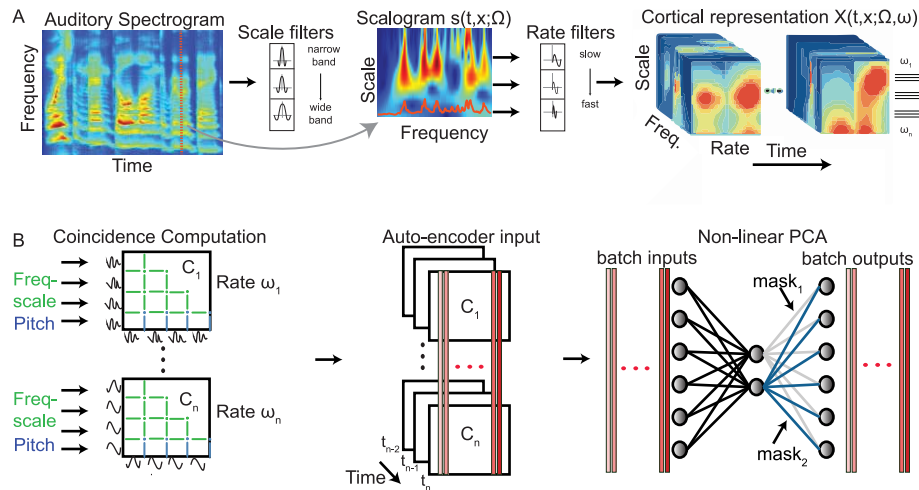 A
Auditory Spectrogram
Frequency
Time
Scale filters
narrow
band
wide
band
Scalogram s(t,x;Ω)
Scale
Frequency
Rate filters
slow
fast
Cortical representation X(t,x;Ω,ω)
Scale
Freq.
Rate
Time
ω1
ωn
B
Coincidence Computation
Freq-
scale
Pitch
C1
Rate ω1
Freq-
scale
Pitch
Cn
Rate ωn
Auto-encoder input
C1
Cn
tn-2
tn-1
tn
Time
Non-linear PCA
batch inputs
batch outputs
mask1
mask2